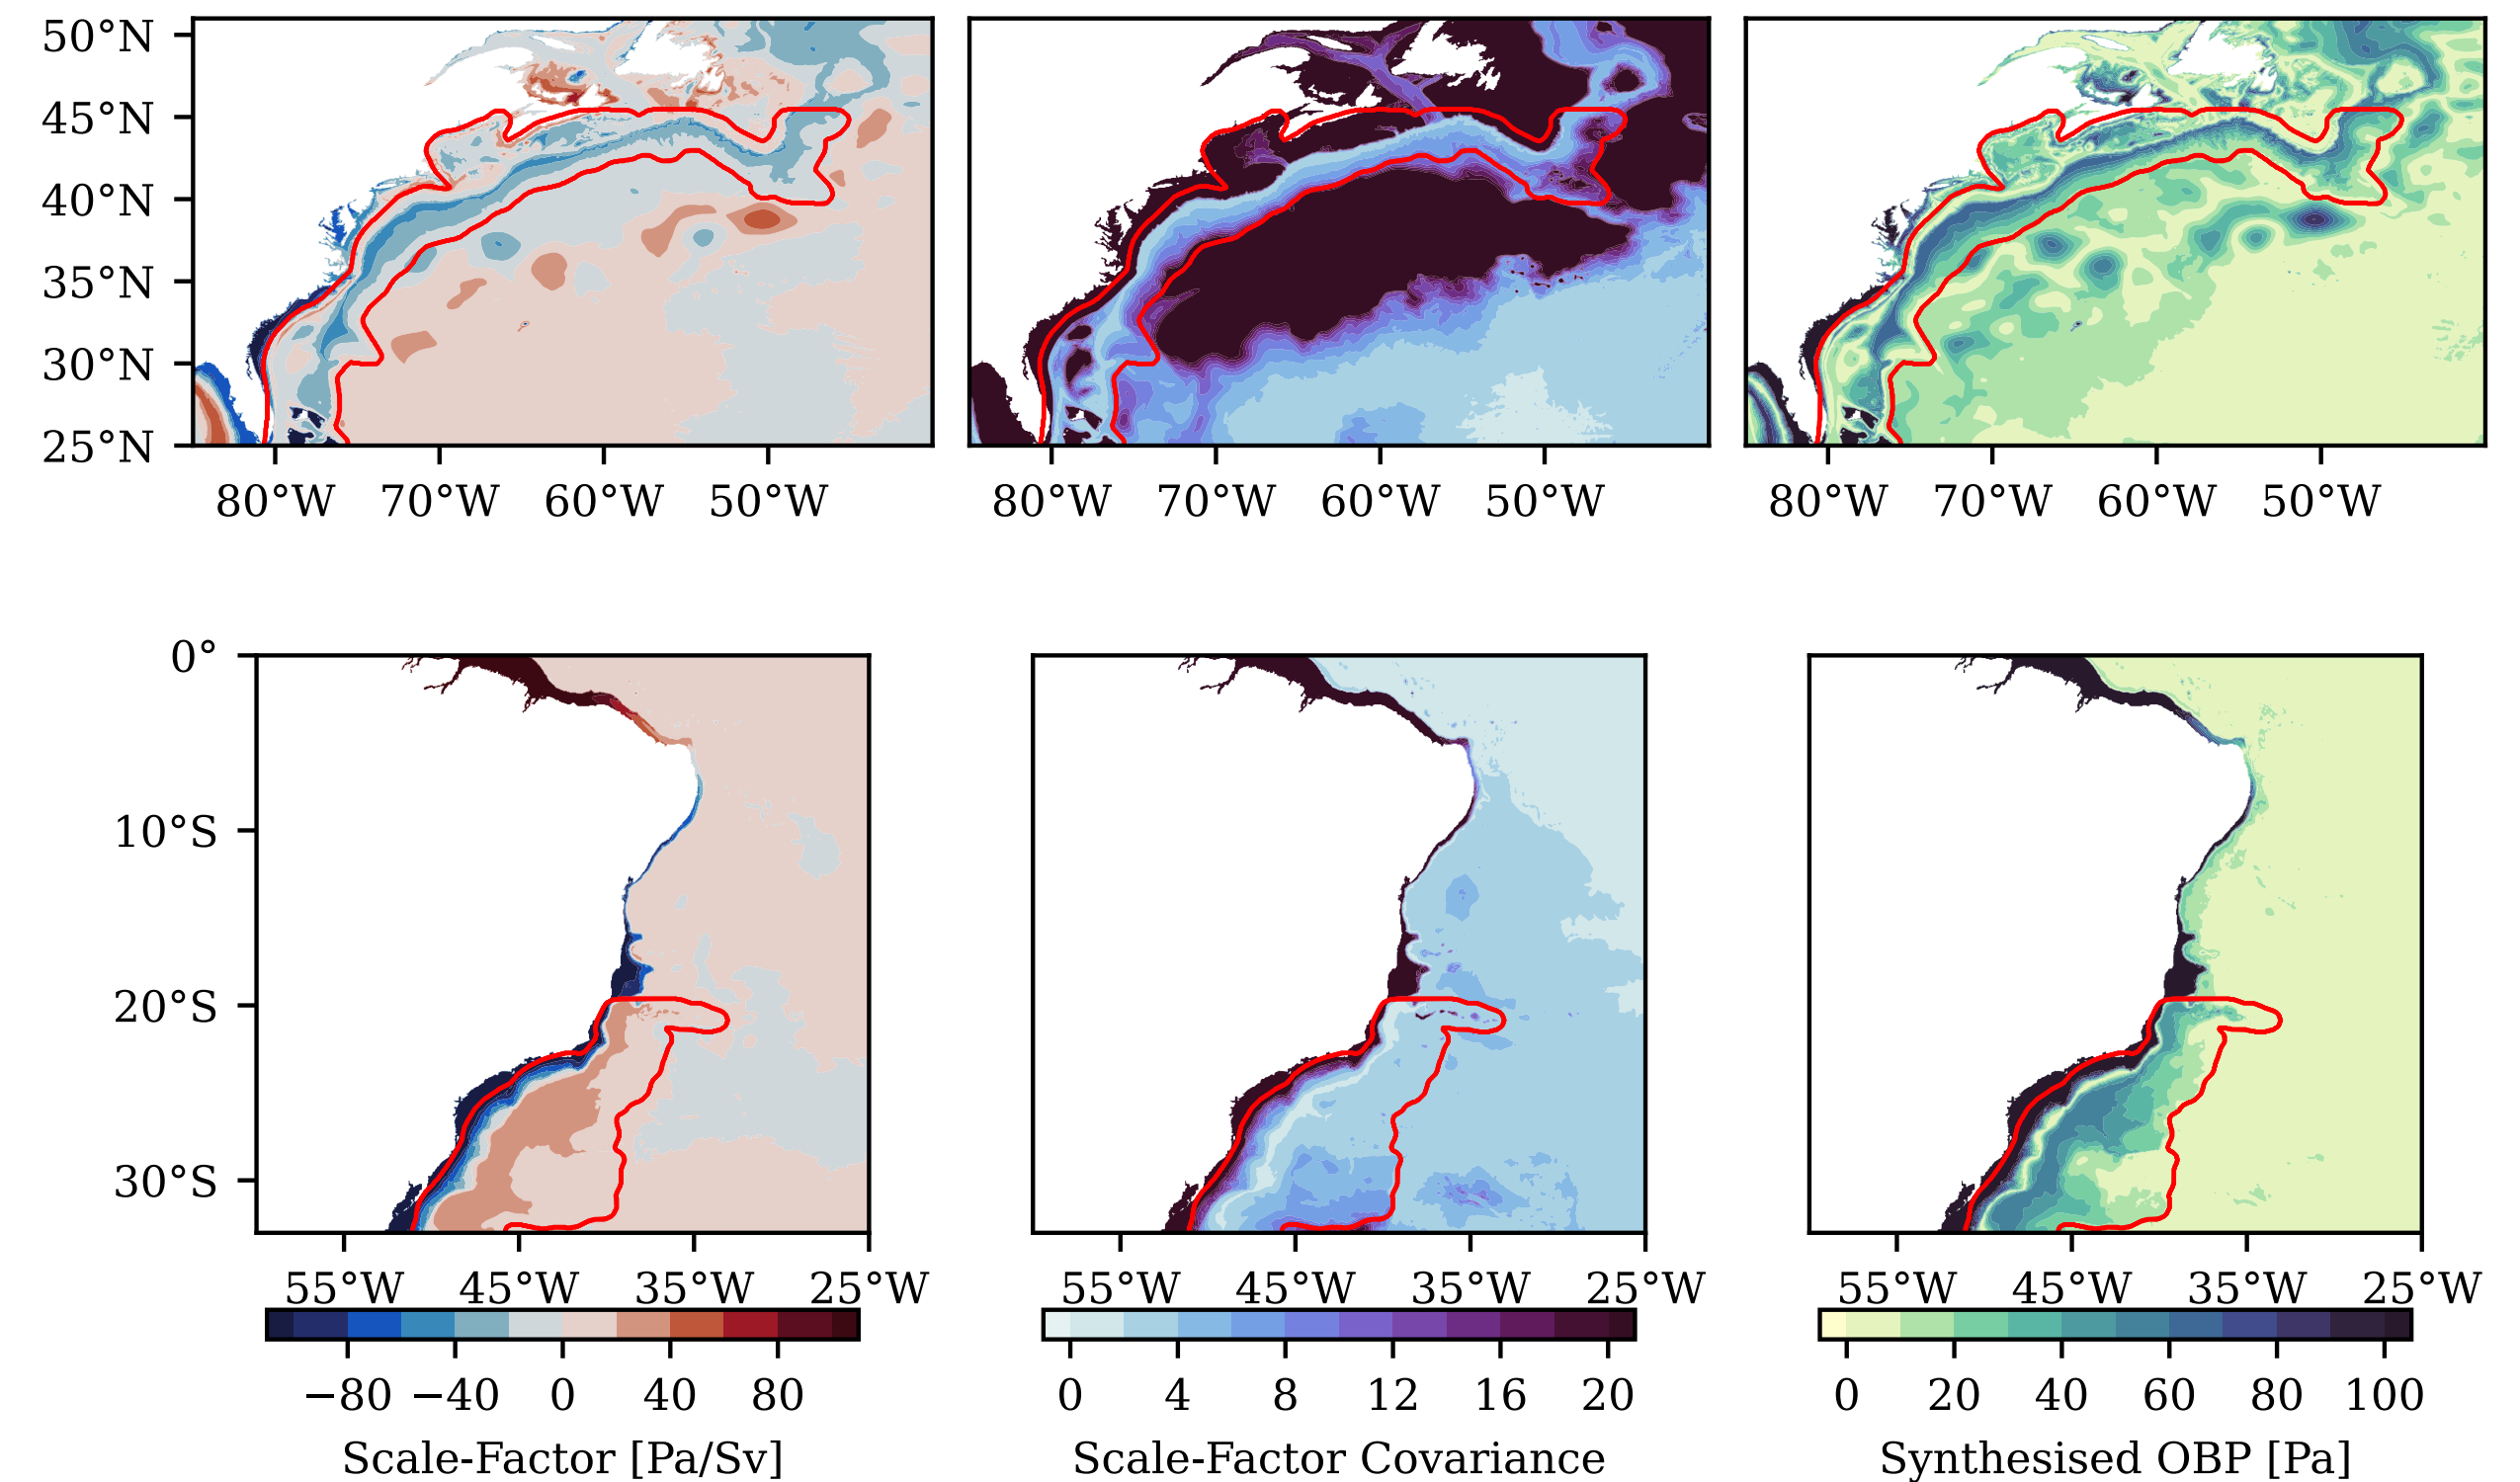 50°N
45°N
40°N
35°N
30°N
25°N
80°W 70°W 60°W 50°W
80°W 70°W 60°W 50°W
80°W 70°W 60°W 50°W
0°
10°S
20°S
30°S
55°W 45°W 35°W 25°W
55°W 45°W 35°W 25°W
55°W 45°W 35°W 25°W
−80 −40 0 40 80
0 4 8 12 16 20
0 20 40 60 80 100
Scale-Factor [Pa/Sv]
Scale-Factor Covariance
Synthesised OBP [Pa]